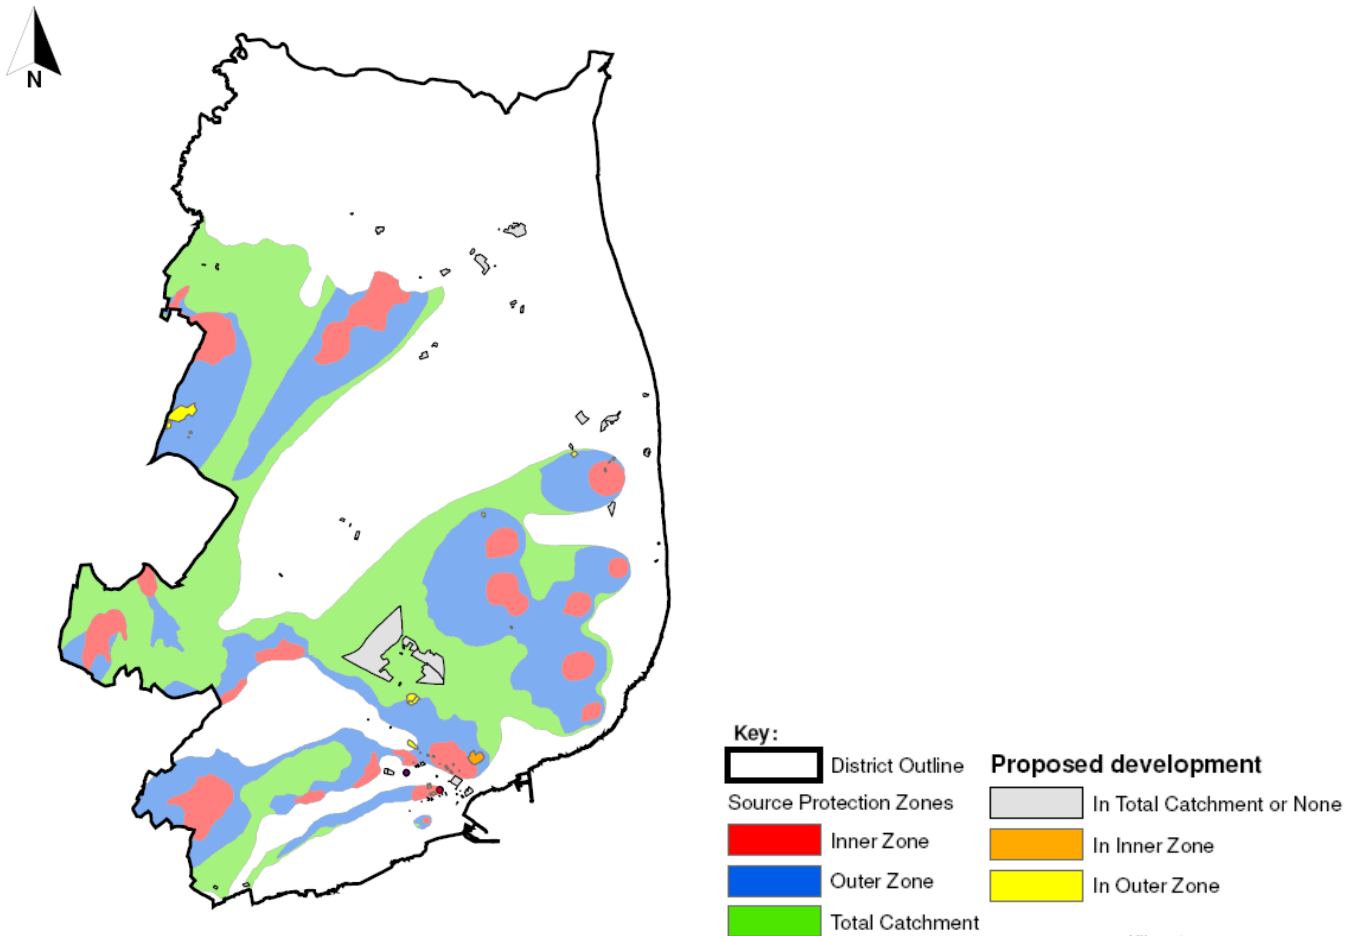 N
Key:
District Outline
Source Protection Zones
Inner Zone
Outer Zone
Total Catchment
Proposed development
In Total Catchment or None
In Inner Zone
In Outer Zone